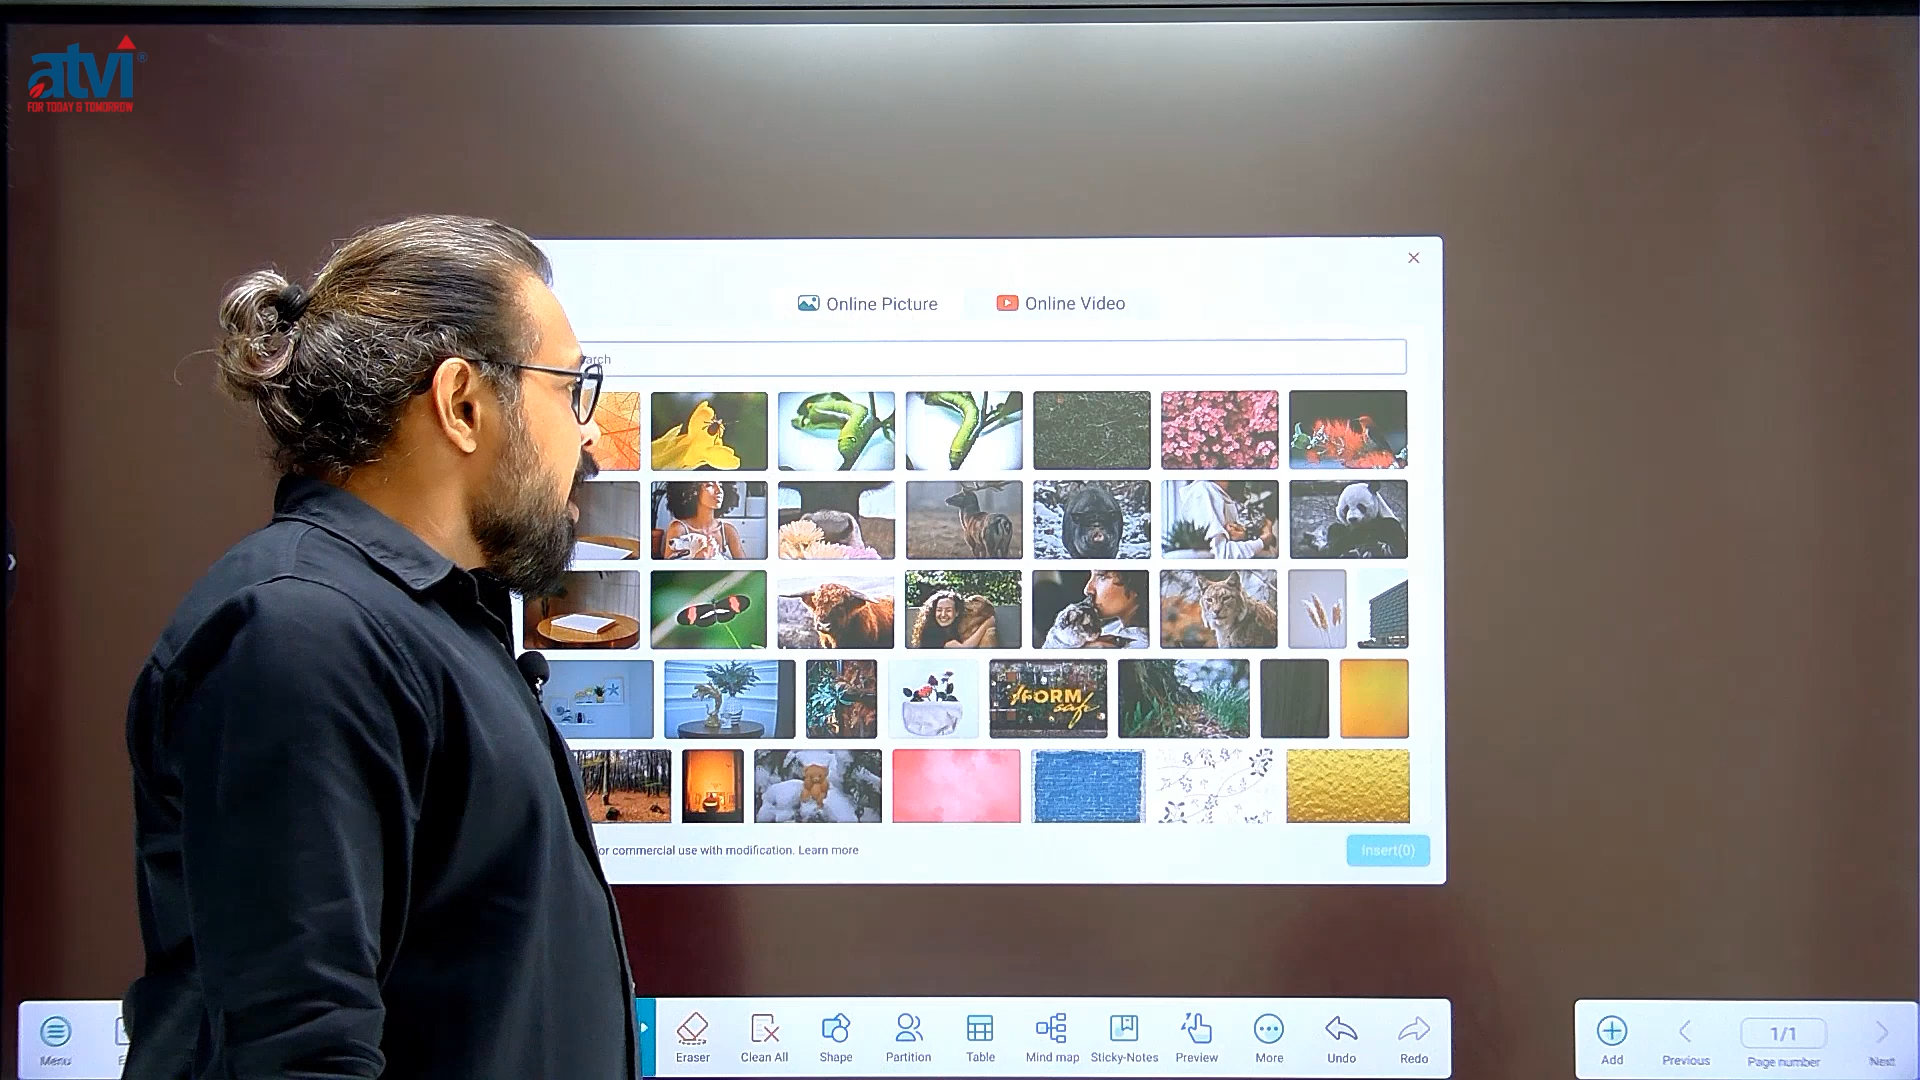 atvi®
FOR TODAY & TOMORROW
Online Picture
Online Video
arch
or commercial use with modification. Learn more
Insert(0)
FORM
cafe
Menu
Eraser
Clean All
Shape
Partition
Table
Mind map
Sticky-Notes
Preview
More
Undo
Redo
Add
Previous
1/1
Page number
Next